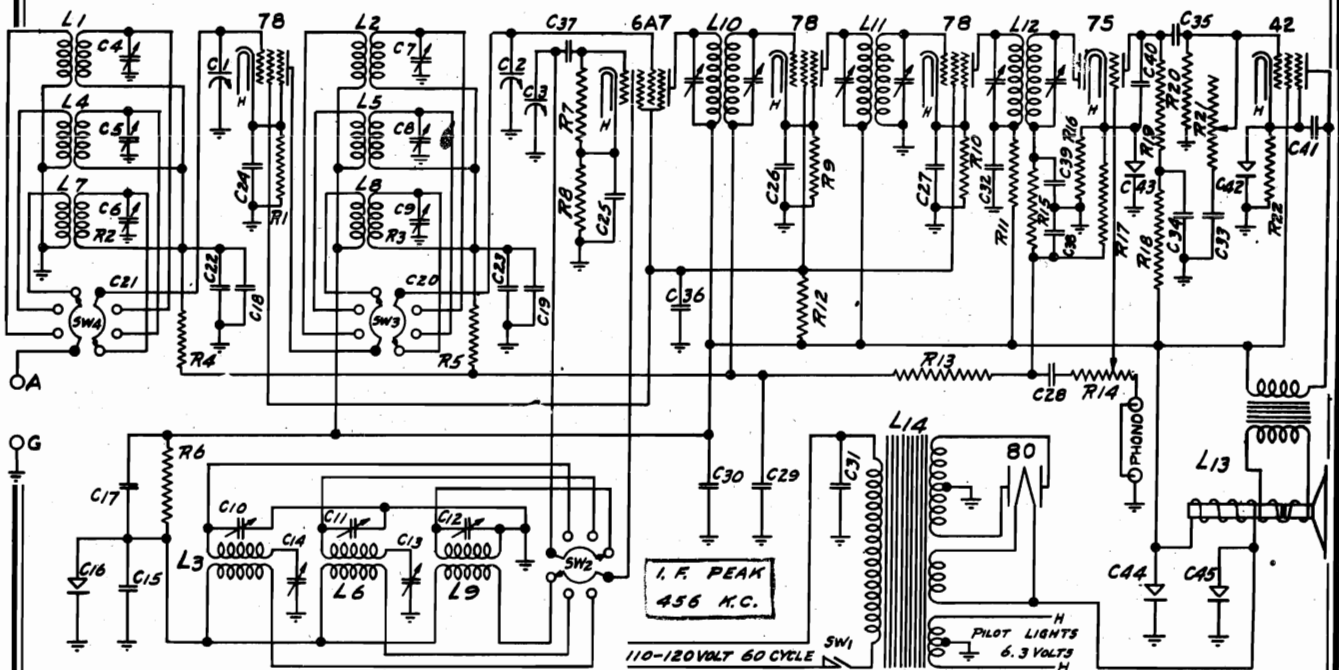 L1 78 L2 C37 6A7 L10 78 L11 78 L12 75 C35 42
C4 C7 C40 R20
C1 C2 C3 R7 H H H H H
L4 L5 R19 R21
C5 C8 R10 R16 C41
C24 R1 R8 C25 C26 R9 C27 C32 C39 C43 C42 R22
L7 L8
C6 C9 R11 R15 R17 R18 C34 C33
R2 R3 C38
C22 C18 C23 C19
C21 C20 C36 R12
SW4 SW3
R4 R5 R13
A C28 R14
G R6 L14 80 PHONO L13
C17 C30 C29 C31
C10 C11 C12
C14 C13
C16 C15 L3 L6 L9 SW2 C44 C45
I.F. PEAK
456 K.C.
H
PILOT LIGHTS
6.3 VOLTS
H
110-120 VOLT 60 CYCLE SW1